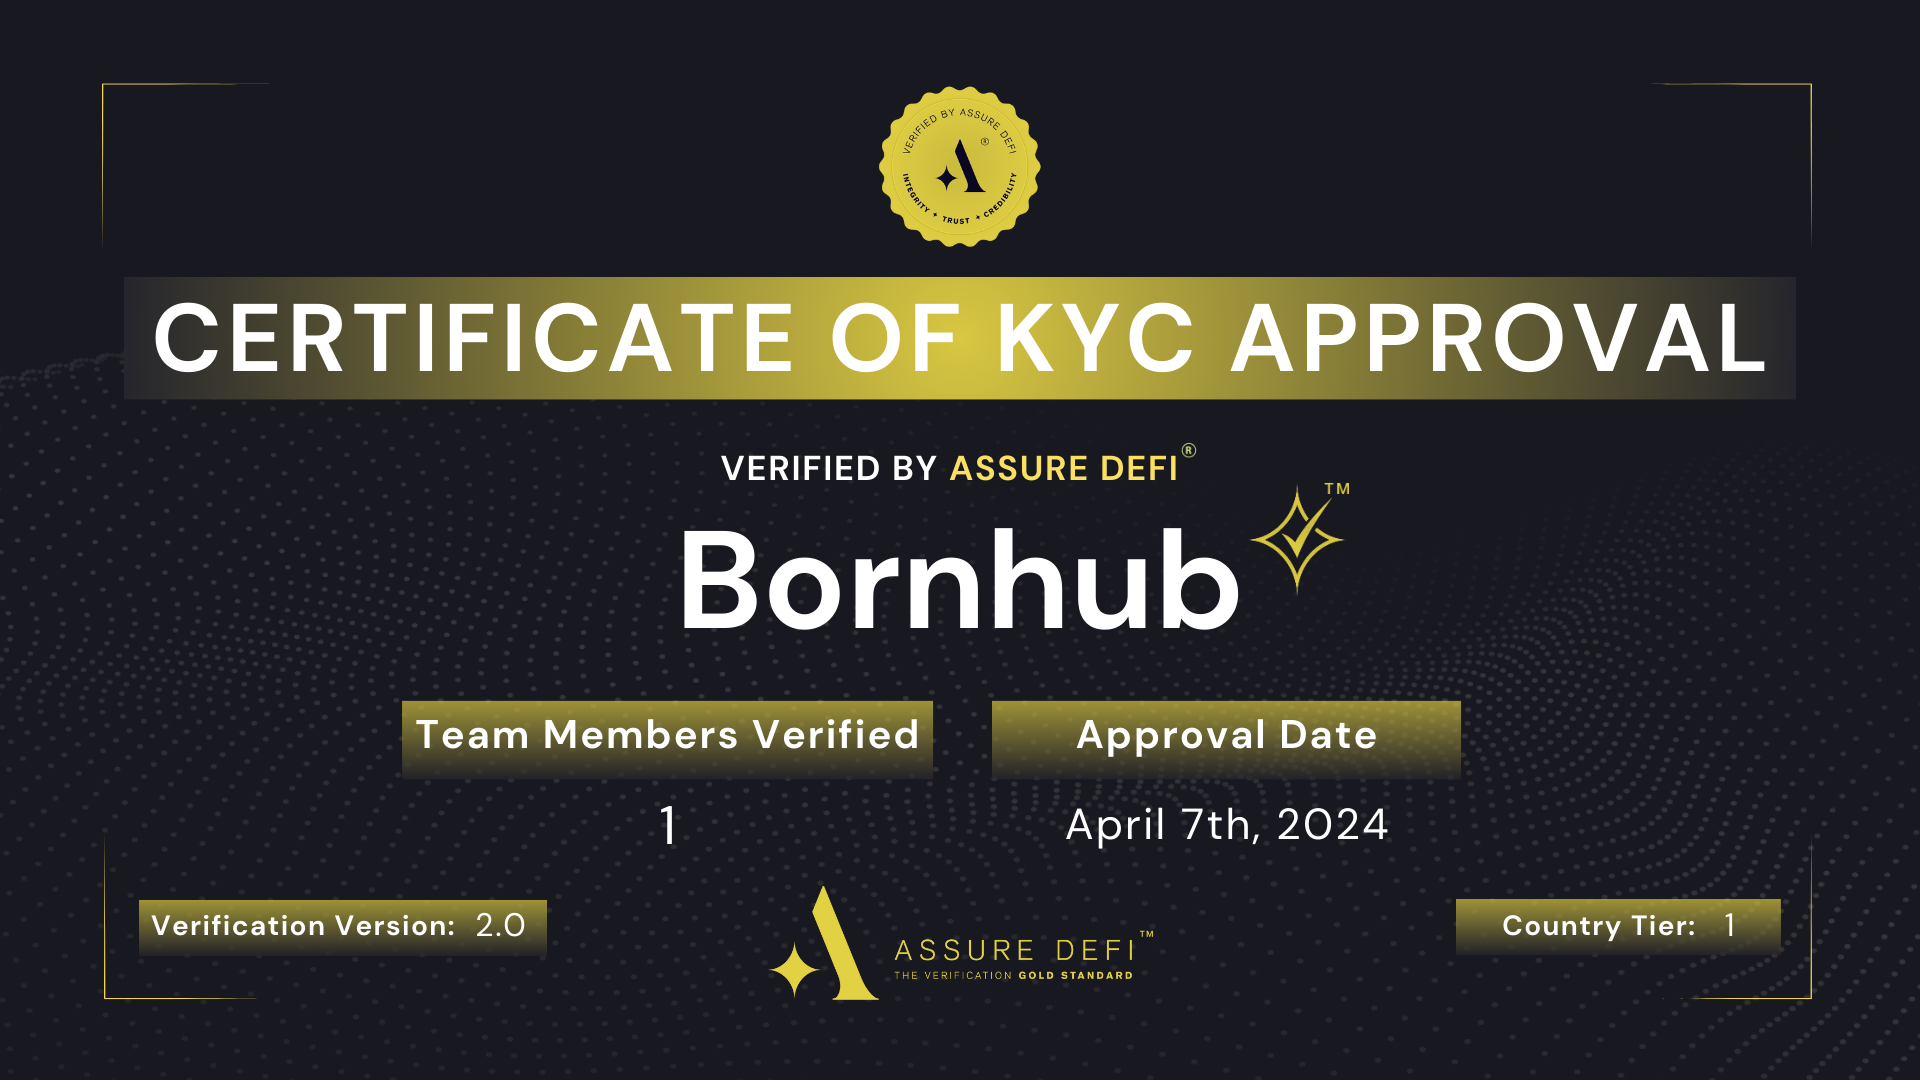 VERIFIED BY ASSURE DEFI
®
INTEGRITY ✦ TRUST ✦ CREDIBILITY
CERTIFICATE OF KYC APPROVAL
VERIFIED BY ASSURE DEFI®
Bornhub
TM
Team Members Verified
Approval Date
1
April 7th, 2024
Verification Version: 2.0
ASSURE DEFI™
THE VERIFICATION GOLD STANDARD
Country Tier: 1